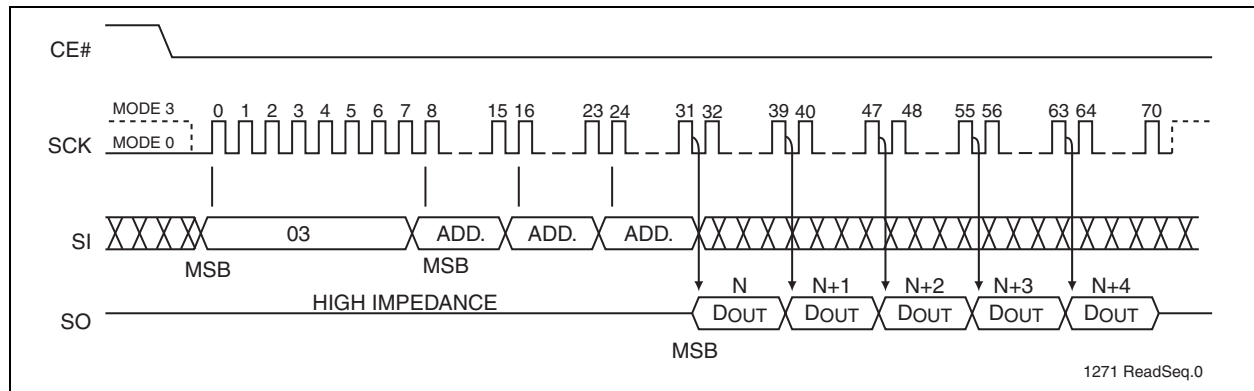 CE#
MODE 3
0 1 2 3 4 5 6 7 8 15 16 23 24 31 32 39 40 47 48 55 56 63 64 70
SCK
MODE 0
SI
03
ADD.
ADD.
ADD.
MSB
MSB
HIGH IMPEDANCE
N
N+1
N+2
N+3
N+4
SO
DOUT
DOUT
DOUT
DOUT
DOUT
MSB
1271 ReadSeq.0